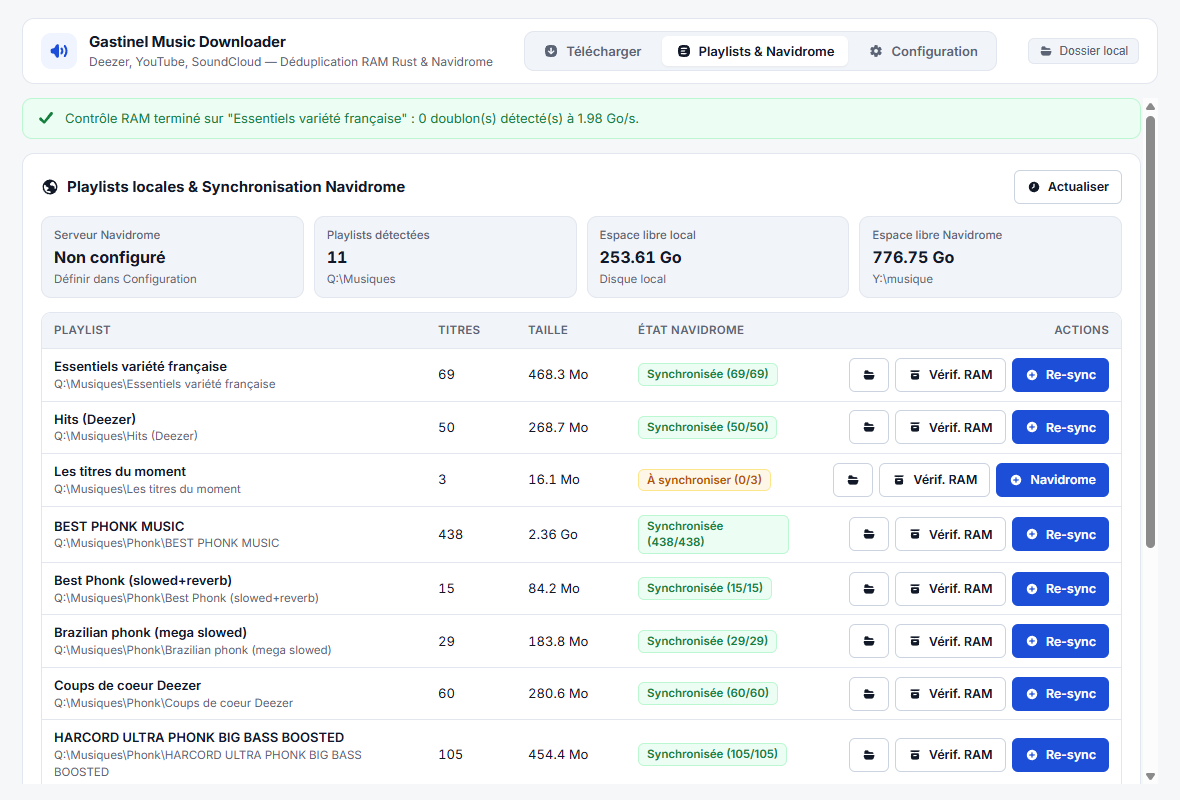 Gastinel Music Downloader
Deezer, YouTube, SoundCloud — Déduplication RAM Rust & Navidrome
Télécharger
Playlists & Navidrome
Configuration
Dossier local
Contrôle RAM terminé sur "Essentiels variété française" : 0 doublon(s) détecté(s) à 1.98 Go/s.
Playlists locales & Synchronisation Navidrome
Actualiser
Serveur Navidrome
Non configuré
Définir dans Configuration
Playlists détectées
11
Q:\Musiques
Espace libre local
253.61 Go
Disque local
Espace libre Navidrome
776.75 Go
Y:\musique
PLAYLIST TITRES TAILLE ÉTAT NAVIDROME ACTIONS
Essentiels variété française
Q:\Musiques\Essentiels variété française
69 468.3 Mo Synchronisée (69/69) Vérif. RAM Re-sync
Hits (Deezer)
Q:\Musiques\Hits (Deezer)
50 268.7 Mo Synchronisée (50/50) Vérif. RAM Re-sync
Les titres du moment
Q:\Musiques\Les titres du moment
3 16.1 Mo À synchroniser (0/3) Vérif. RAM Navidrome
BEST PHONK MUSIC
Q:\Musiques\Phonk\BEST PHONK MUSIC
438 2.36 Go Synchronisée
(438/438)
Vérif. RAM Re-sync
Best Phonk (slowed+reverb)
Q:\Musiques\Phonk\Best Phonk (slowed+reverb)
15 84.2 Mo Synchronisée (15/15) Vérif. RAM Re-sync
Brazilian phonk (mega slowed)
Q:\Musiques\Phonk\Brazilian phonk (mega slowed)
29 183.8 Mo Synchronisée (29/29) Vérif. RAM Re-sync
Coups de coeur Deezer
Q:\Musiques\Phonk\Coups de coeur Deezer
60 280.6 Mo Synchronisée (60/60) Vérif. RAM Re-sync
HARCORD ULTRA PHONK BIG BASS BOOSTED
Q:\Musiques\Phonk\HARCORD ULTRA PHONK BIG BASS
BOOSTED
105 454.4 Mo Synchronisée (105/105) Vérif. RAM Re-sync